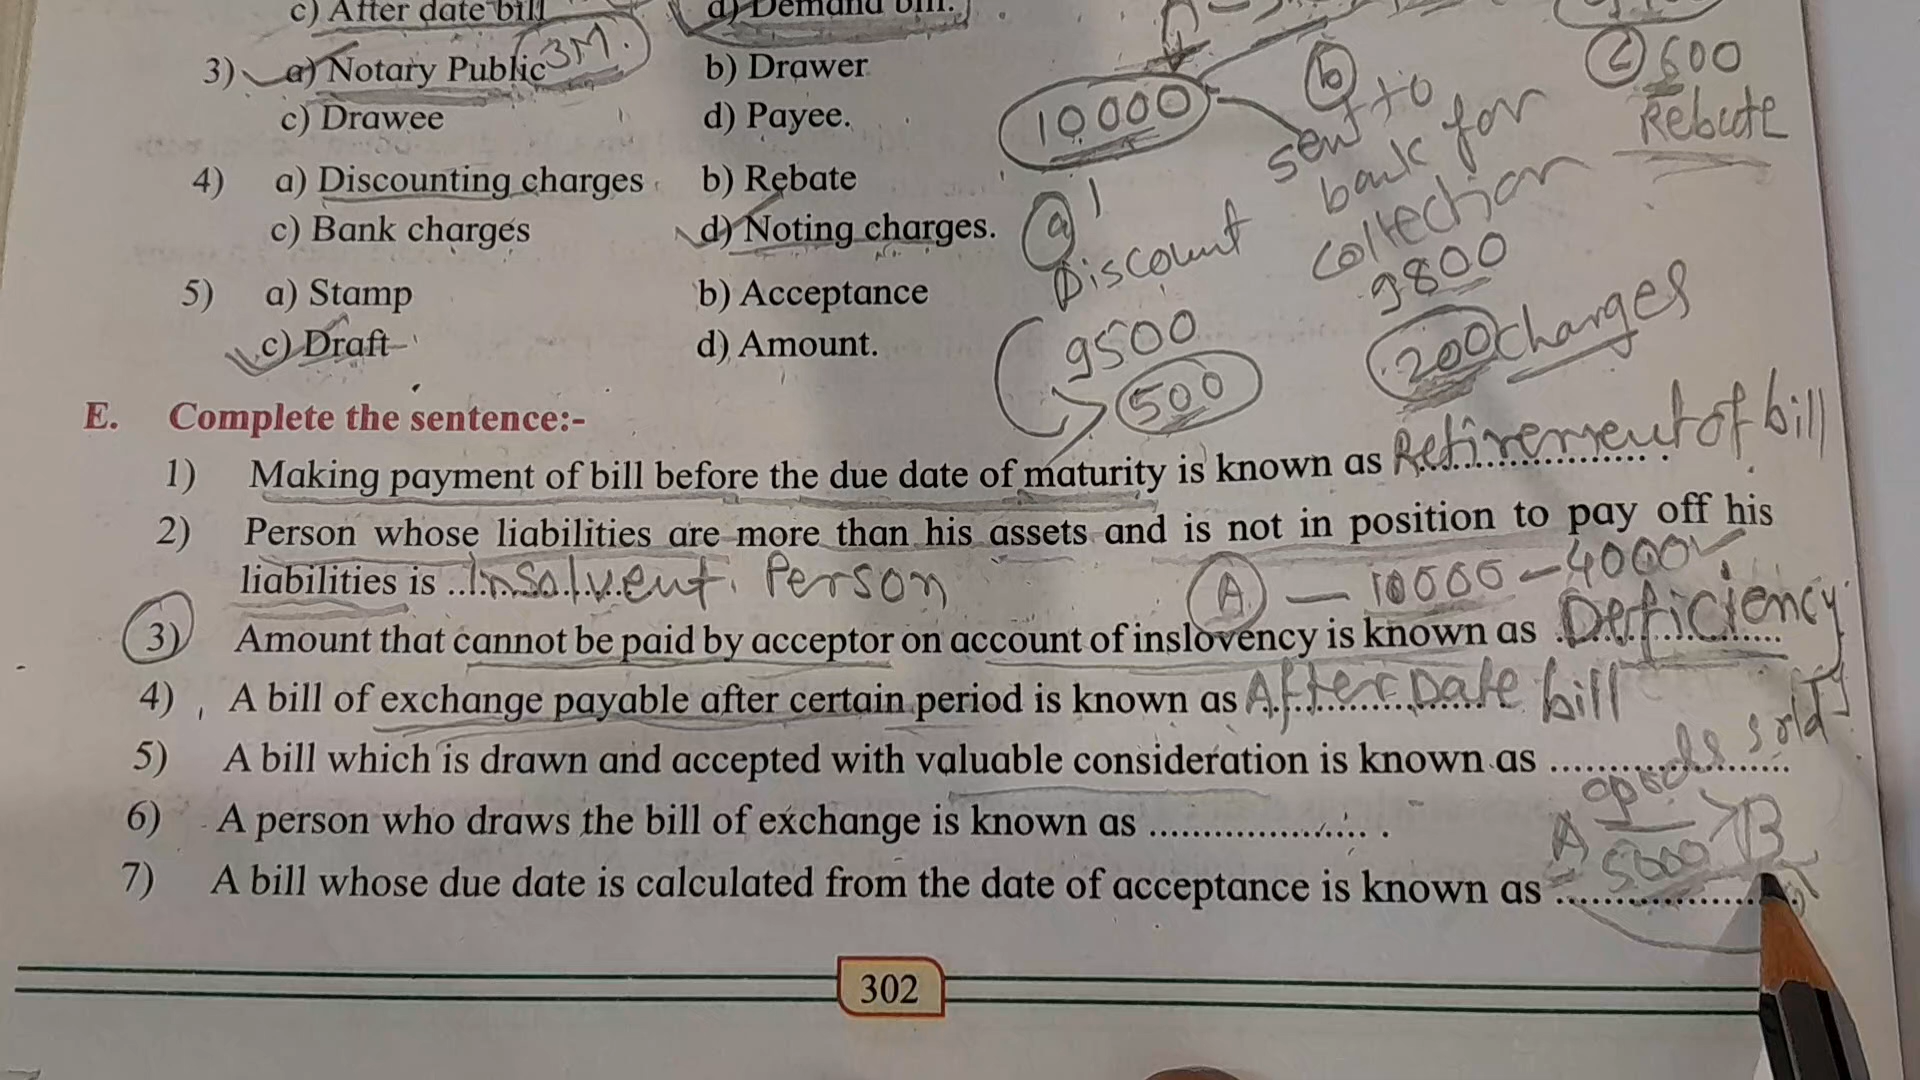 c) After date bill d) Demand bill.
3) a) Notary Public 3M. b) Drawer
c) Drawee d) Payee.
4) a) Discounting charges b) Rebate
c) Bank charges d) Noting charges.
5) a) Stamp b) Acceptance
c) Draft d) Amount.
10,000
a
Discount
9500
500
b
sent to
bank for
collection
9800
200 charges
c 600
Rebate
E. Complete the sentence:-
1) Making payment of bill before the due date of maturity is known as Retirement of bill
2) Person whose liabilities are more than his assets and is not in position to pay off his
liabilities is ..Insolvent. Person
A — 10000 – 4000
3) Amount that cannot be paid by acceptor on account of inslovency is known as Deficiency
4) A bill of exchange payable after certain period is known as After Date bill
5) A bill which is drawn and accepted with valuable consideration is known as ......................
goods sold
6) A person who draws the bill of exchange is known as .................... .
A 5000 B
7) A bill whose due date is calculated from the date of acceptance is known as ......................
302